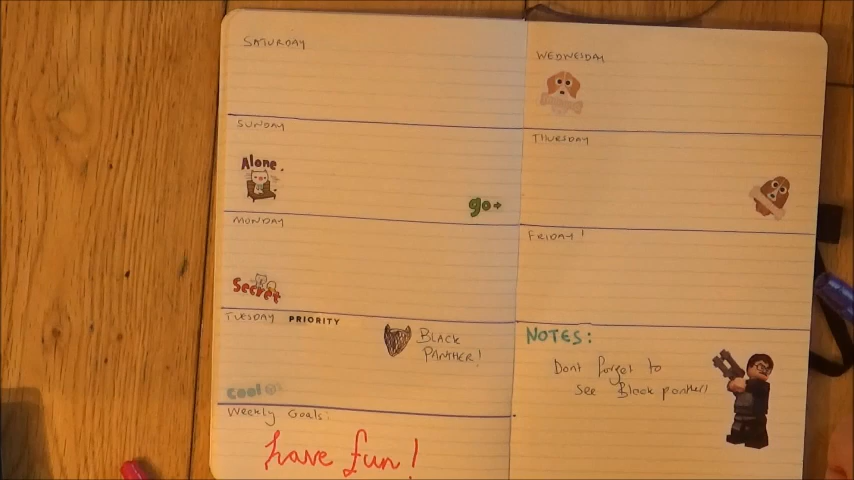 SATURDAY
SUNDAY
Alone.
go+
MONDAY
Secret
TUESDAY PRIORITY
BLACK
PANTHER!
cool
Weekly Goals:
have fun!
WEDNESDAY
THURSDAY
FRIDAY!
NOTES:
Dont forget to
see Black panther!